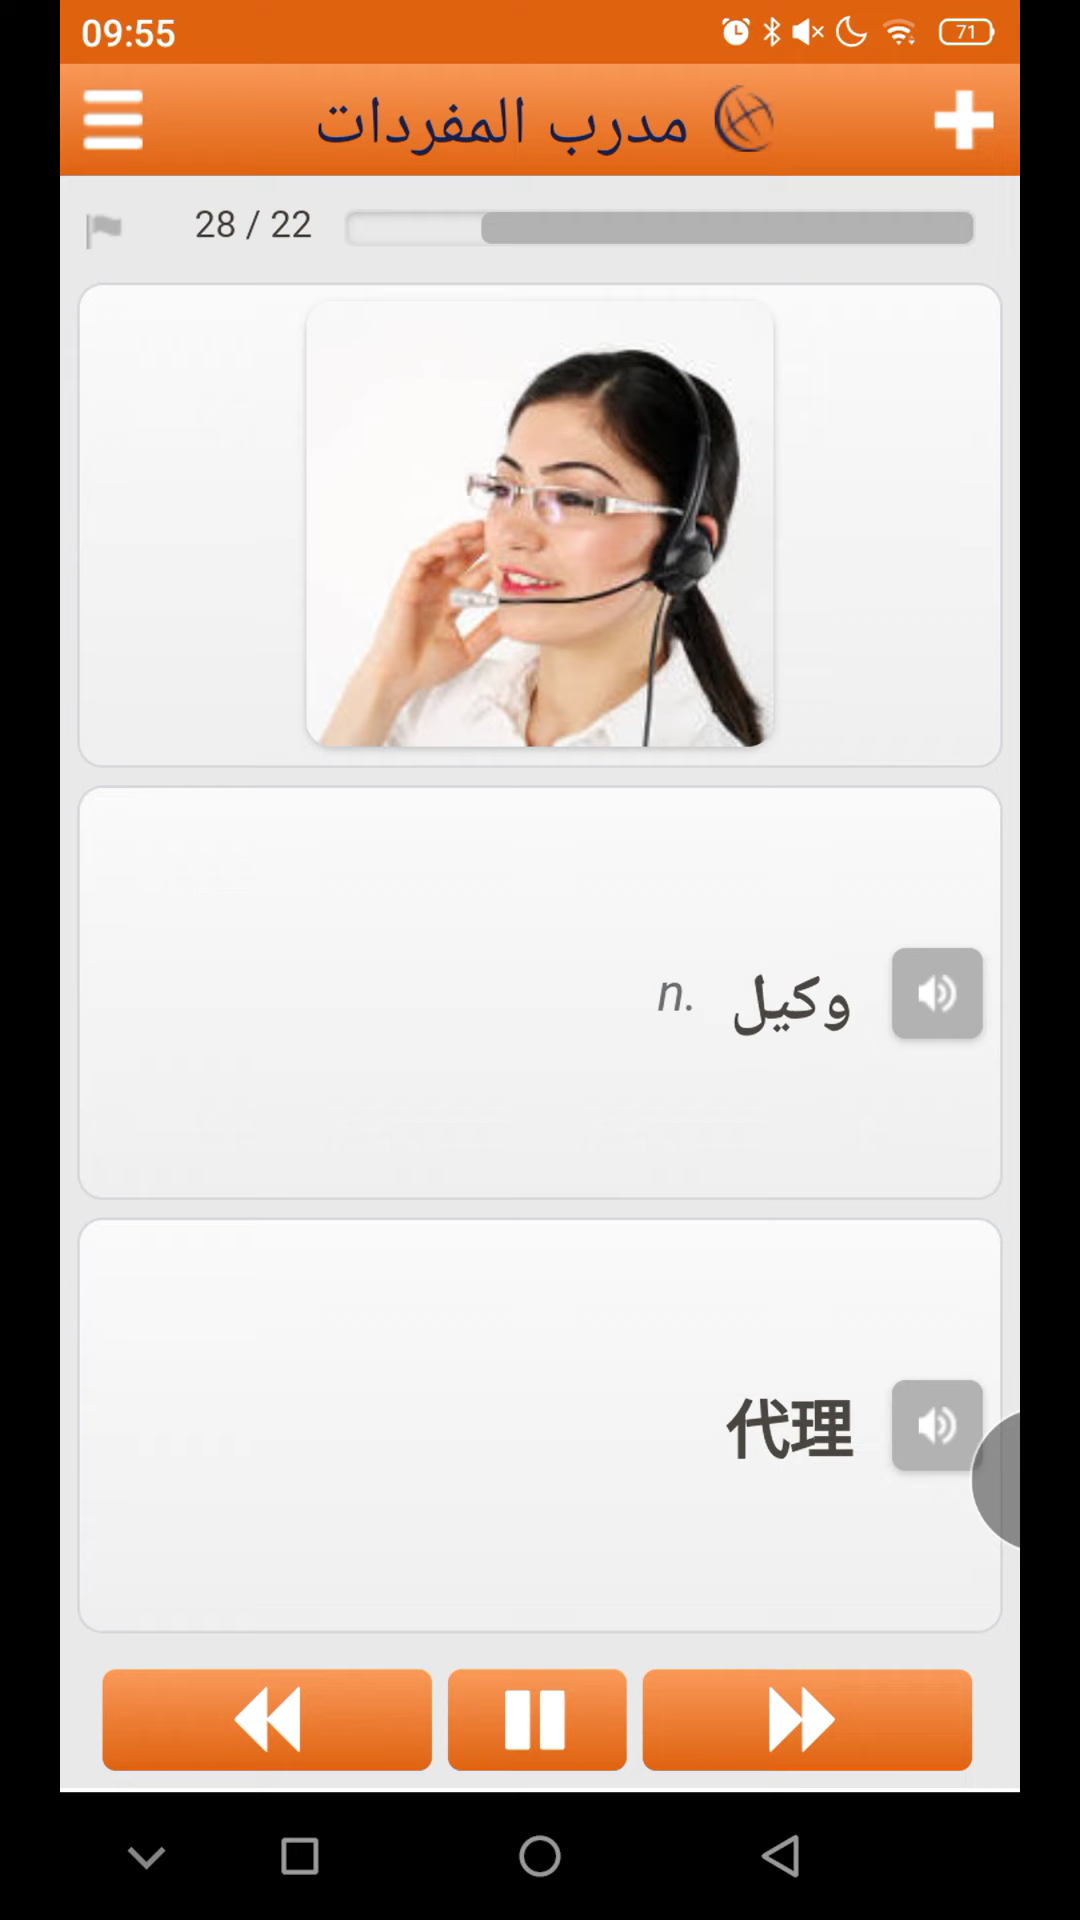 09:55
71
مدرب المفردات
28 / 22
وكيل n.
代理